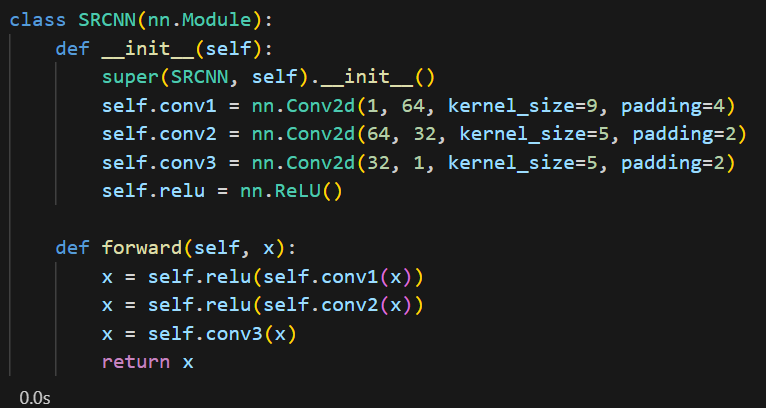 class SRCNN(nn.Module):
    def __init__(self):
        super(SRCNN, self).__init__()
        self.conv1 = nn.Conv2d(1, 64, kernel_size=9, padding=4)
        self.conv2 = nn.Conv2d(64, 32, kernel_size=5, padding=2)
        self.conv3 = nn.Conv2d(32, 1, kernel_size=5, padding=2)
        self.relu = nn.ReLU()

    def forward(self, x):
        x = self.relu(self.conv1(x))
        x = self.relu(self.conv2(x))
        x = self.conv3(x)
        return x
0.0s